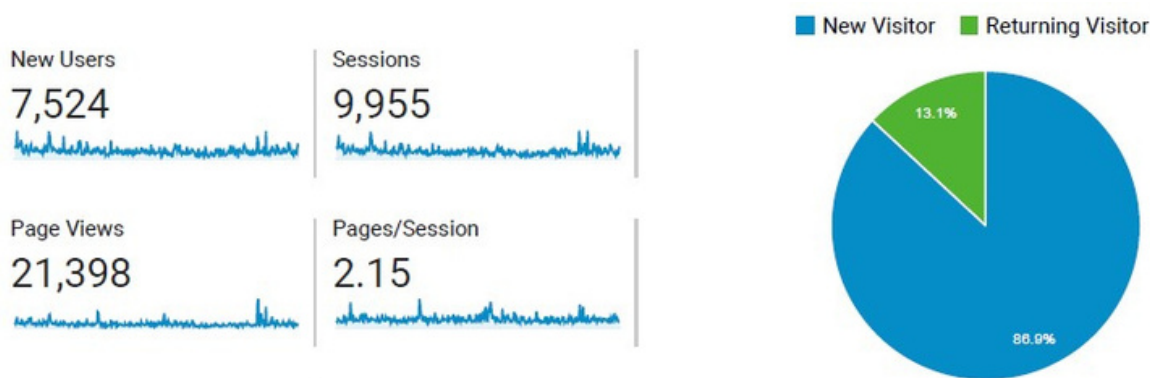 New Visitor
Returning Visitor
New Users
7,524
Sessions
9,955
13.1%
Page Views
21,398
Pages/Session
2.15
86.9%